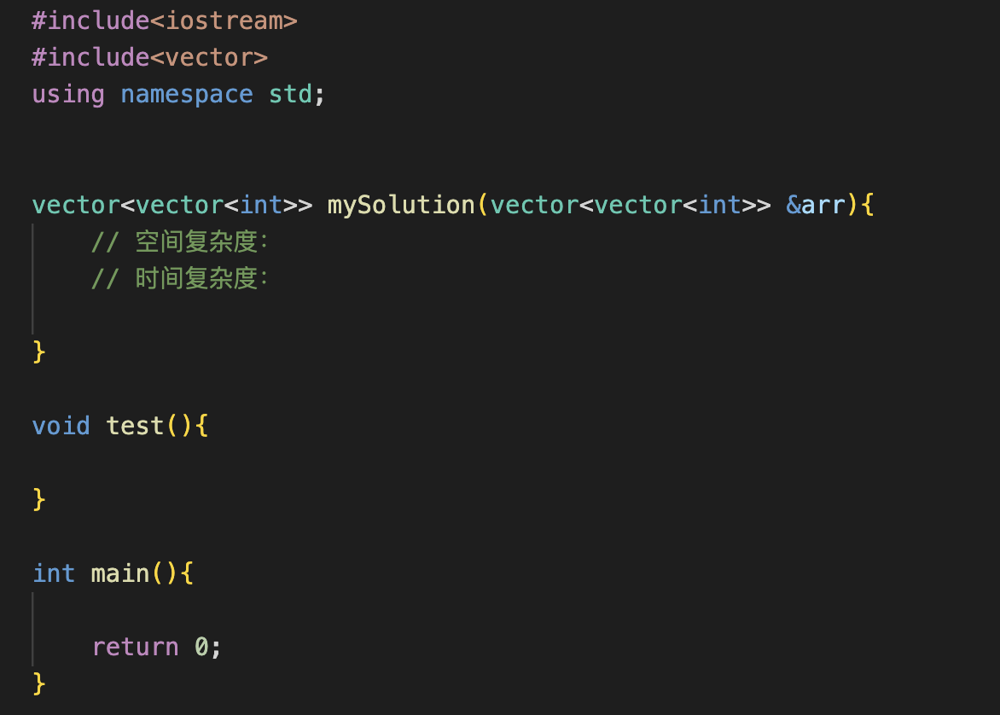 #include<iostream>
#include<vector>
using namespace std;
vector<vector<int>> mySolution(vector<vector<int>> &arr){
// 空间复杂度：
// 时间复杂度：
}
void test(){
}
int main(){
return 0;
}